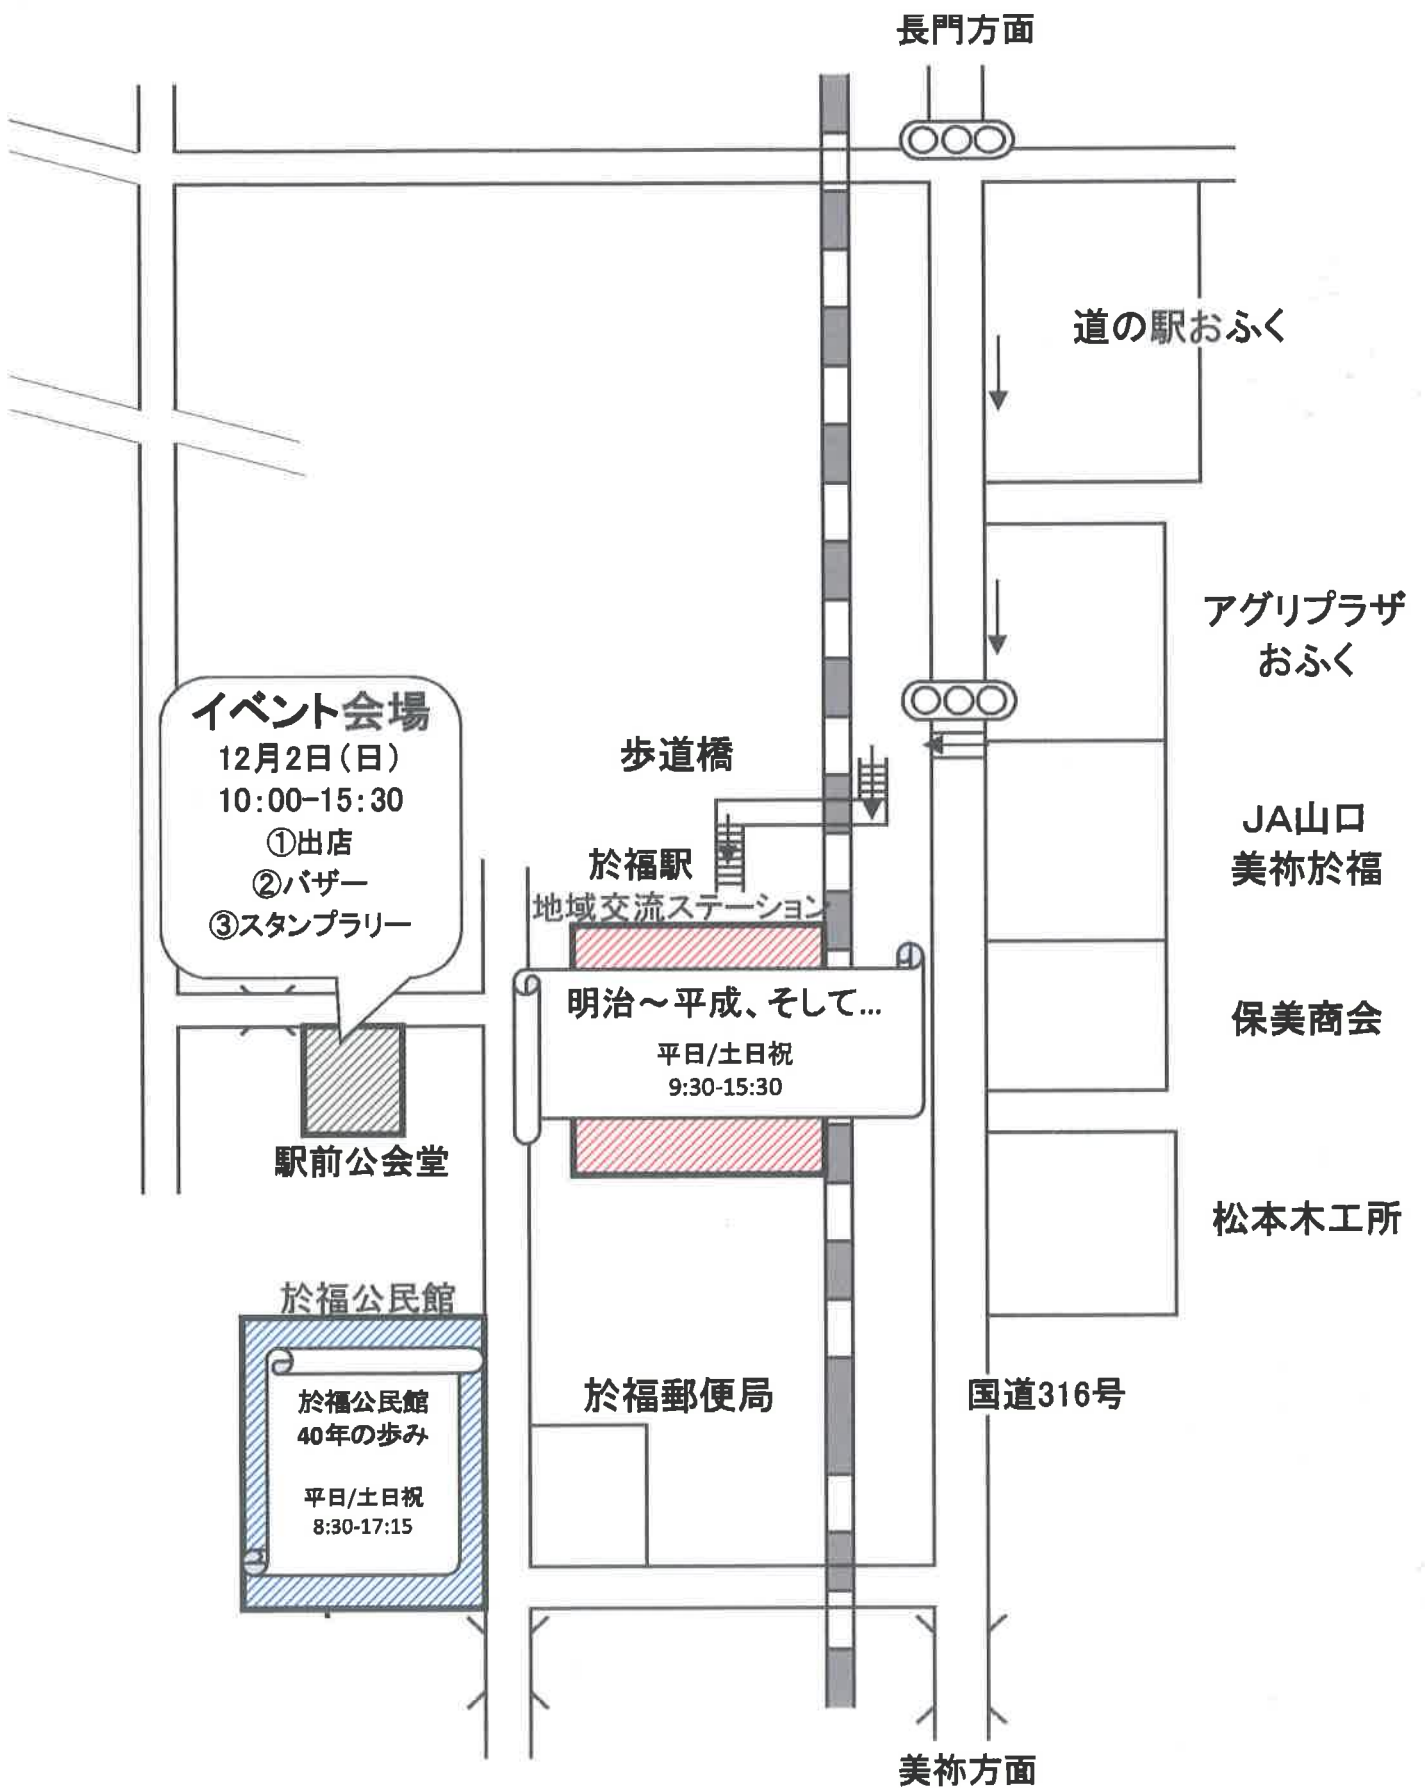 長門方面
道の駅おふく
アグリプラザ
おふく
イベント会場
12月2日(日)
10:00-15:30
①出店
②バザー
③スタンプラリー
歩道橋
JA山口
美祢於福
於福駅
地域交流ステーション
明治～平成、そして...
平日/土日祝
9:30-15:30
保美商会
駅前公会堂
松本木工所
於福公民館
於福公民館
40年の歩み
平日/土日祝
8:30-17:15
於福郵便局
国道316号
美祢方面